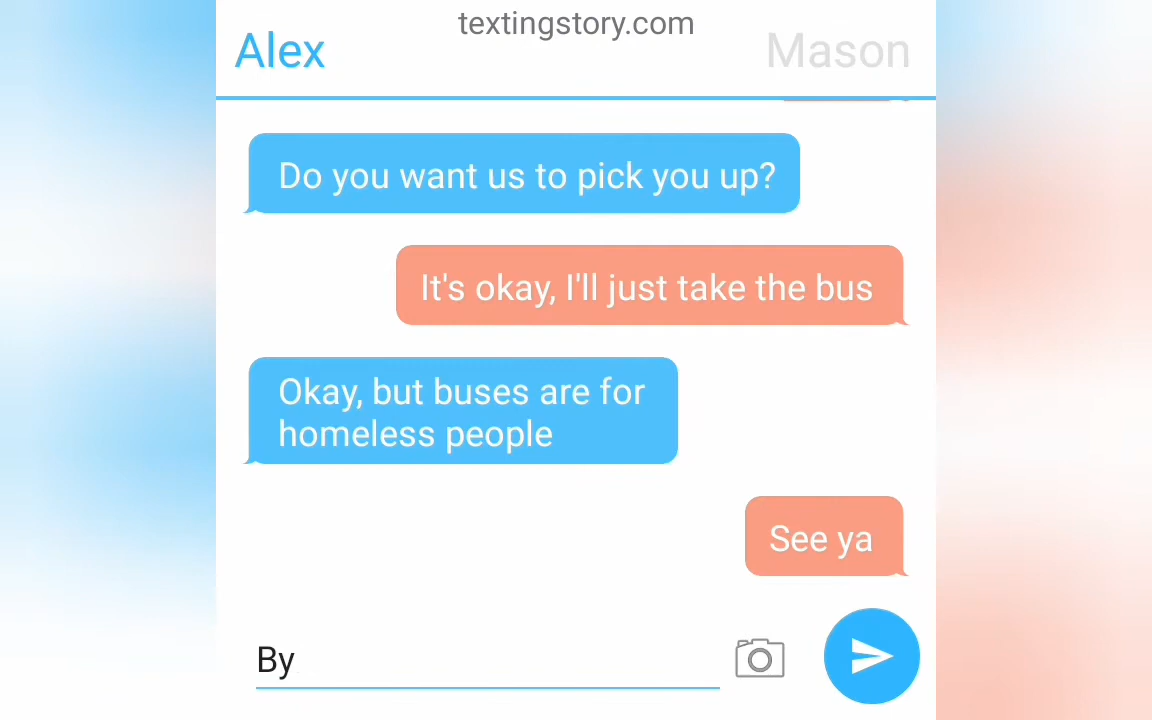 textingstory.com
Alex
Mason
Do you want us to pick you up?
It's okay, I'll just take the bus
Okay, but buses are for
homeless people
See ya
By